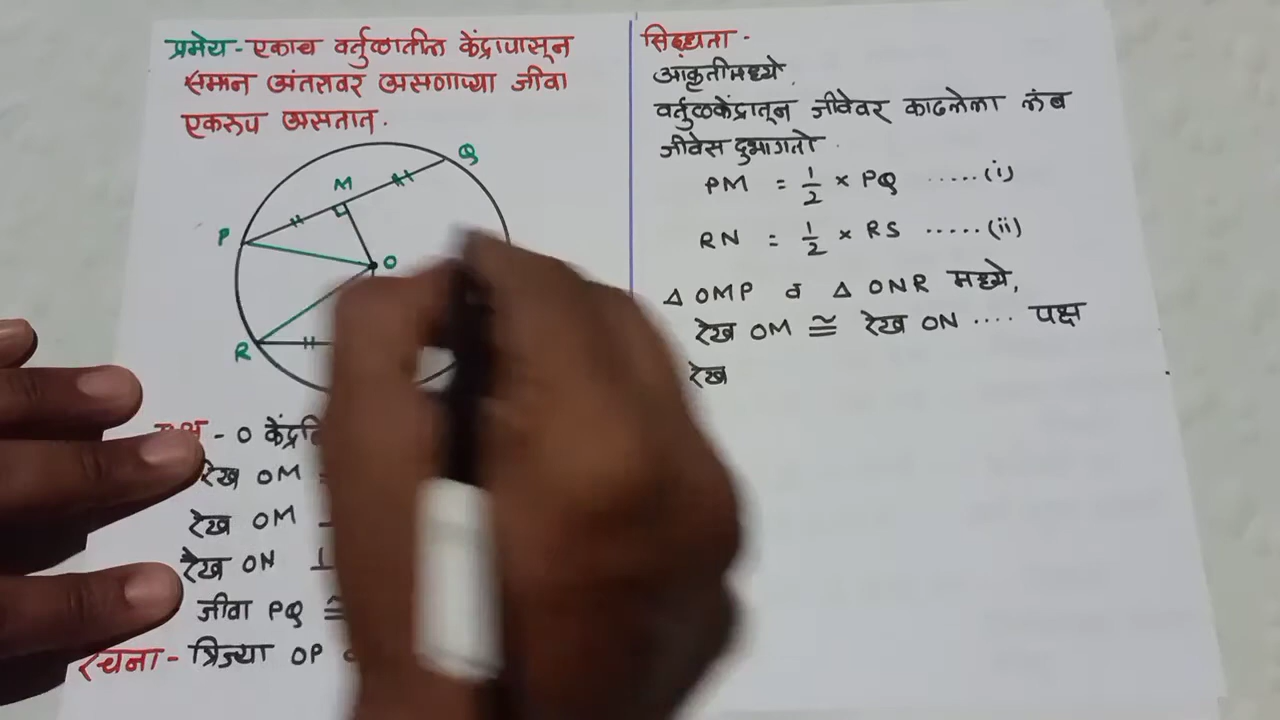 प्रमेय - एकाच वर्तुळातील केंद्रापासून
समान अंतरावर असणाऱ्या जीवा
एकरूप असतात.
Q
M
P
O
R
- O केंद्र
रेख OM
रेख OM
रेख ON ⊥
जीवा PQ ≅
रचना - त्रिज्या OP
सिद्धता -
आकृतीमध्ये,
वर्तुळकेंद्रातून जीवेवर काढलेला लंब
जीवेस दुभागतो.
PM = 1/2 × PQ .....(i)
RN = 1/2 × RS .....(ii)
△ OMP व △ ONR मध्ये,
रेख OM ≅ रेख ON .... पक्ष
रेख